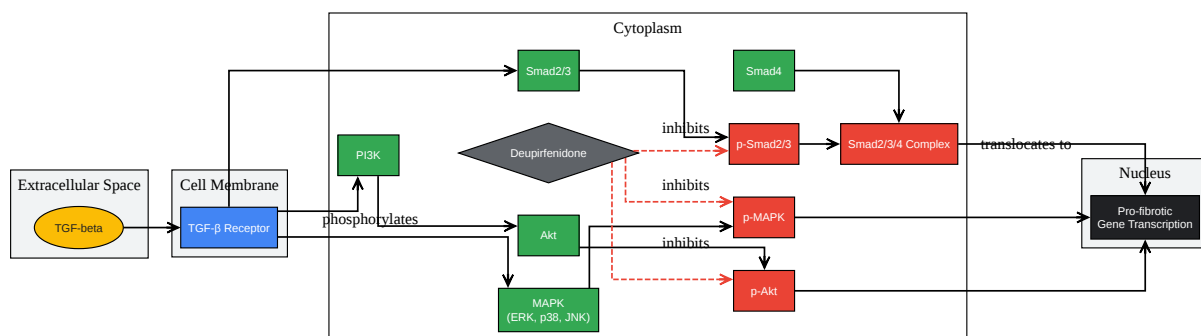 Cytoplasm
Smad2/3
Smad4
inhibits
Deupirfenidone
p-Smad2/3
Smad2/3/4 Complex
translocates to
PI3K
Extracellular Space
Cell Membrane
Nucleus
inhibits
TGF-beta
TGF-β Receptor
phosphorylates
p-MAPK
Pro-fibrotic
Gene Transcription
Akt
inhibits
p-Akt
MAPK
(ERK, p38, JNK)